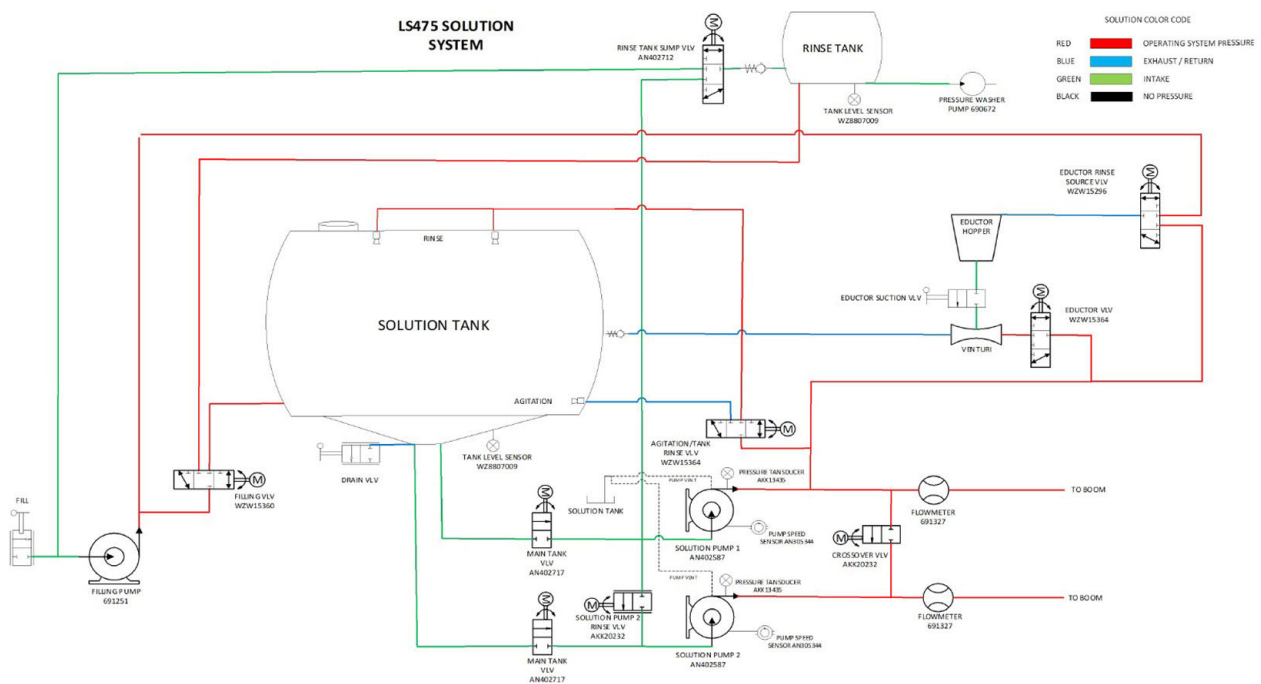 LS475 SOLUTION
SYSTEM
SOLUTION COLOR CODE
RED
OPERATING SYSTEM PRESSURE
BLUE
EXHAUST / RETURN
GREEN
INTAKE
BLACK
NO PRESSURE
RINSE TANK SUMP VLV
AN402712
M
RINSE TANK
TANK LEVEL SENSOR
WZ8807009
PRESSURE WASHER
PUMP 690672
EDUCTOR RINSE
SOURCE VLV
WZW15296
M
EDUCTOR
HOPPER
EDUCTOR SUCTION VLV
M
EDUCTOR VLV
WZW15364
VENTURI
RINSE
SOLUTION TANK
AGITATION
TANK LEVEL SENSOR
WZ8807009
DRAIN VLV
M
AGITATION/TANK
RINSE VLV
WZW15364
M
FILLING VLV
WZW15360
FILL
FILLING PUMP
691251
SOLUTION TANK
PUMP VENT
PRESSURE TANSDUCER
AKK13435
M
MAIN TANK
VLV
AN402717
SOLUTION PUMP 1
AN402587
PUMP SPEED
SENSOR AN305344
FLOWMETER
691327
TO BOOM
M
CROSSOVER VLV
AKK20232
PUMP VENT
PRESSURE TANSDUCER
AKK13435
M
SOLUTION PUMP 2
RINSE VLV
AKK20232
M
MAIN TANK
VLV
AN402717
SOLUTION PUMP 2
AN402587
PUMP SPEED
SENSOR AN305344
FLOWMETER
691327
TO BOOM